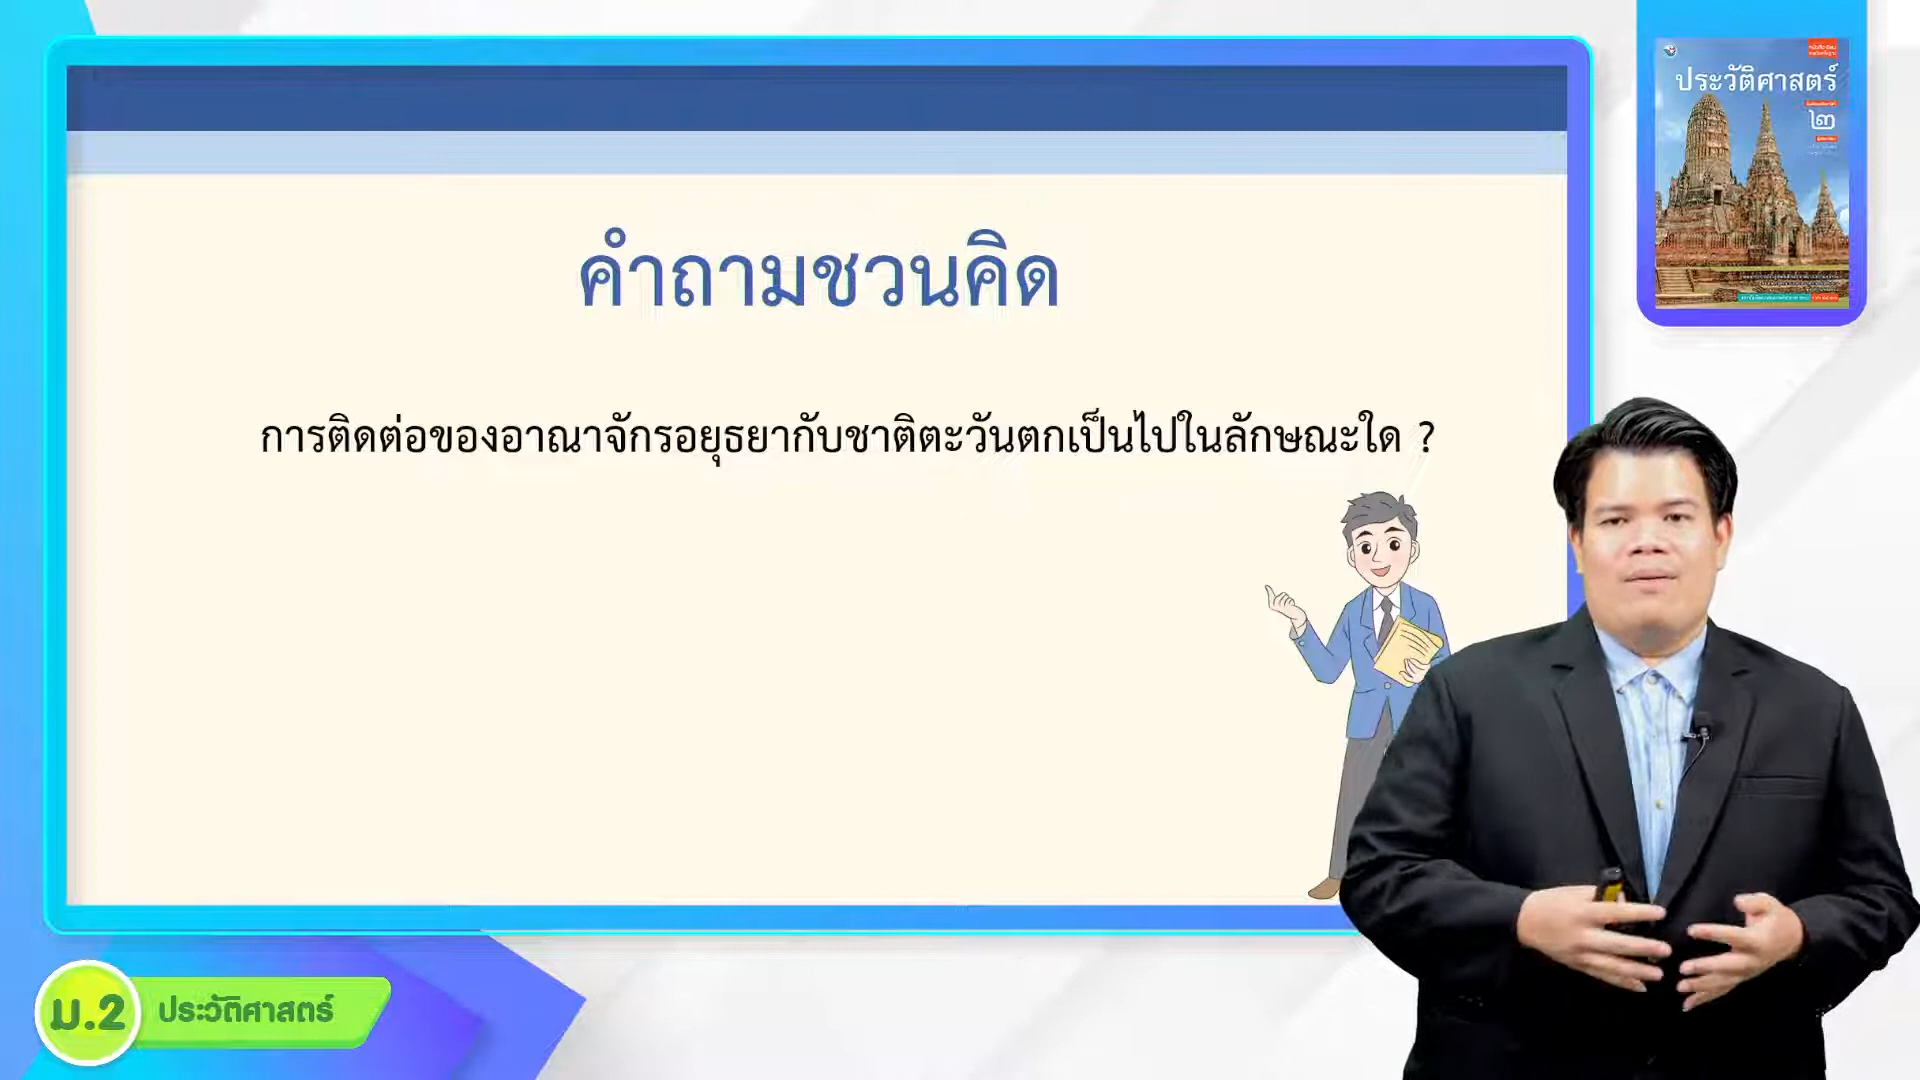 คำถามชวนคิด
การติดต่อของอาณาจักรอยุธยากับชาติตะวันตกเป็นไปในลักษณะใด ?
ประวัติศาสตร์
๒
ม.2 ประวัติศาสตร์